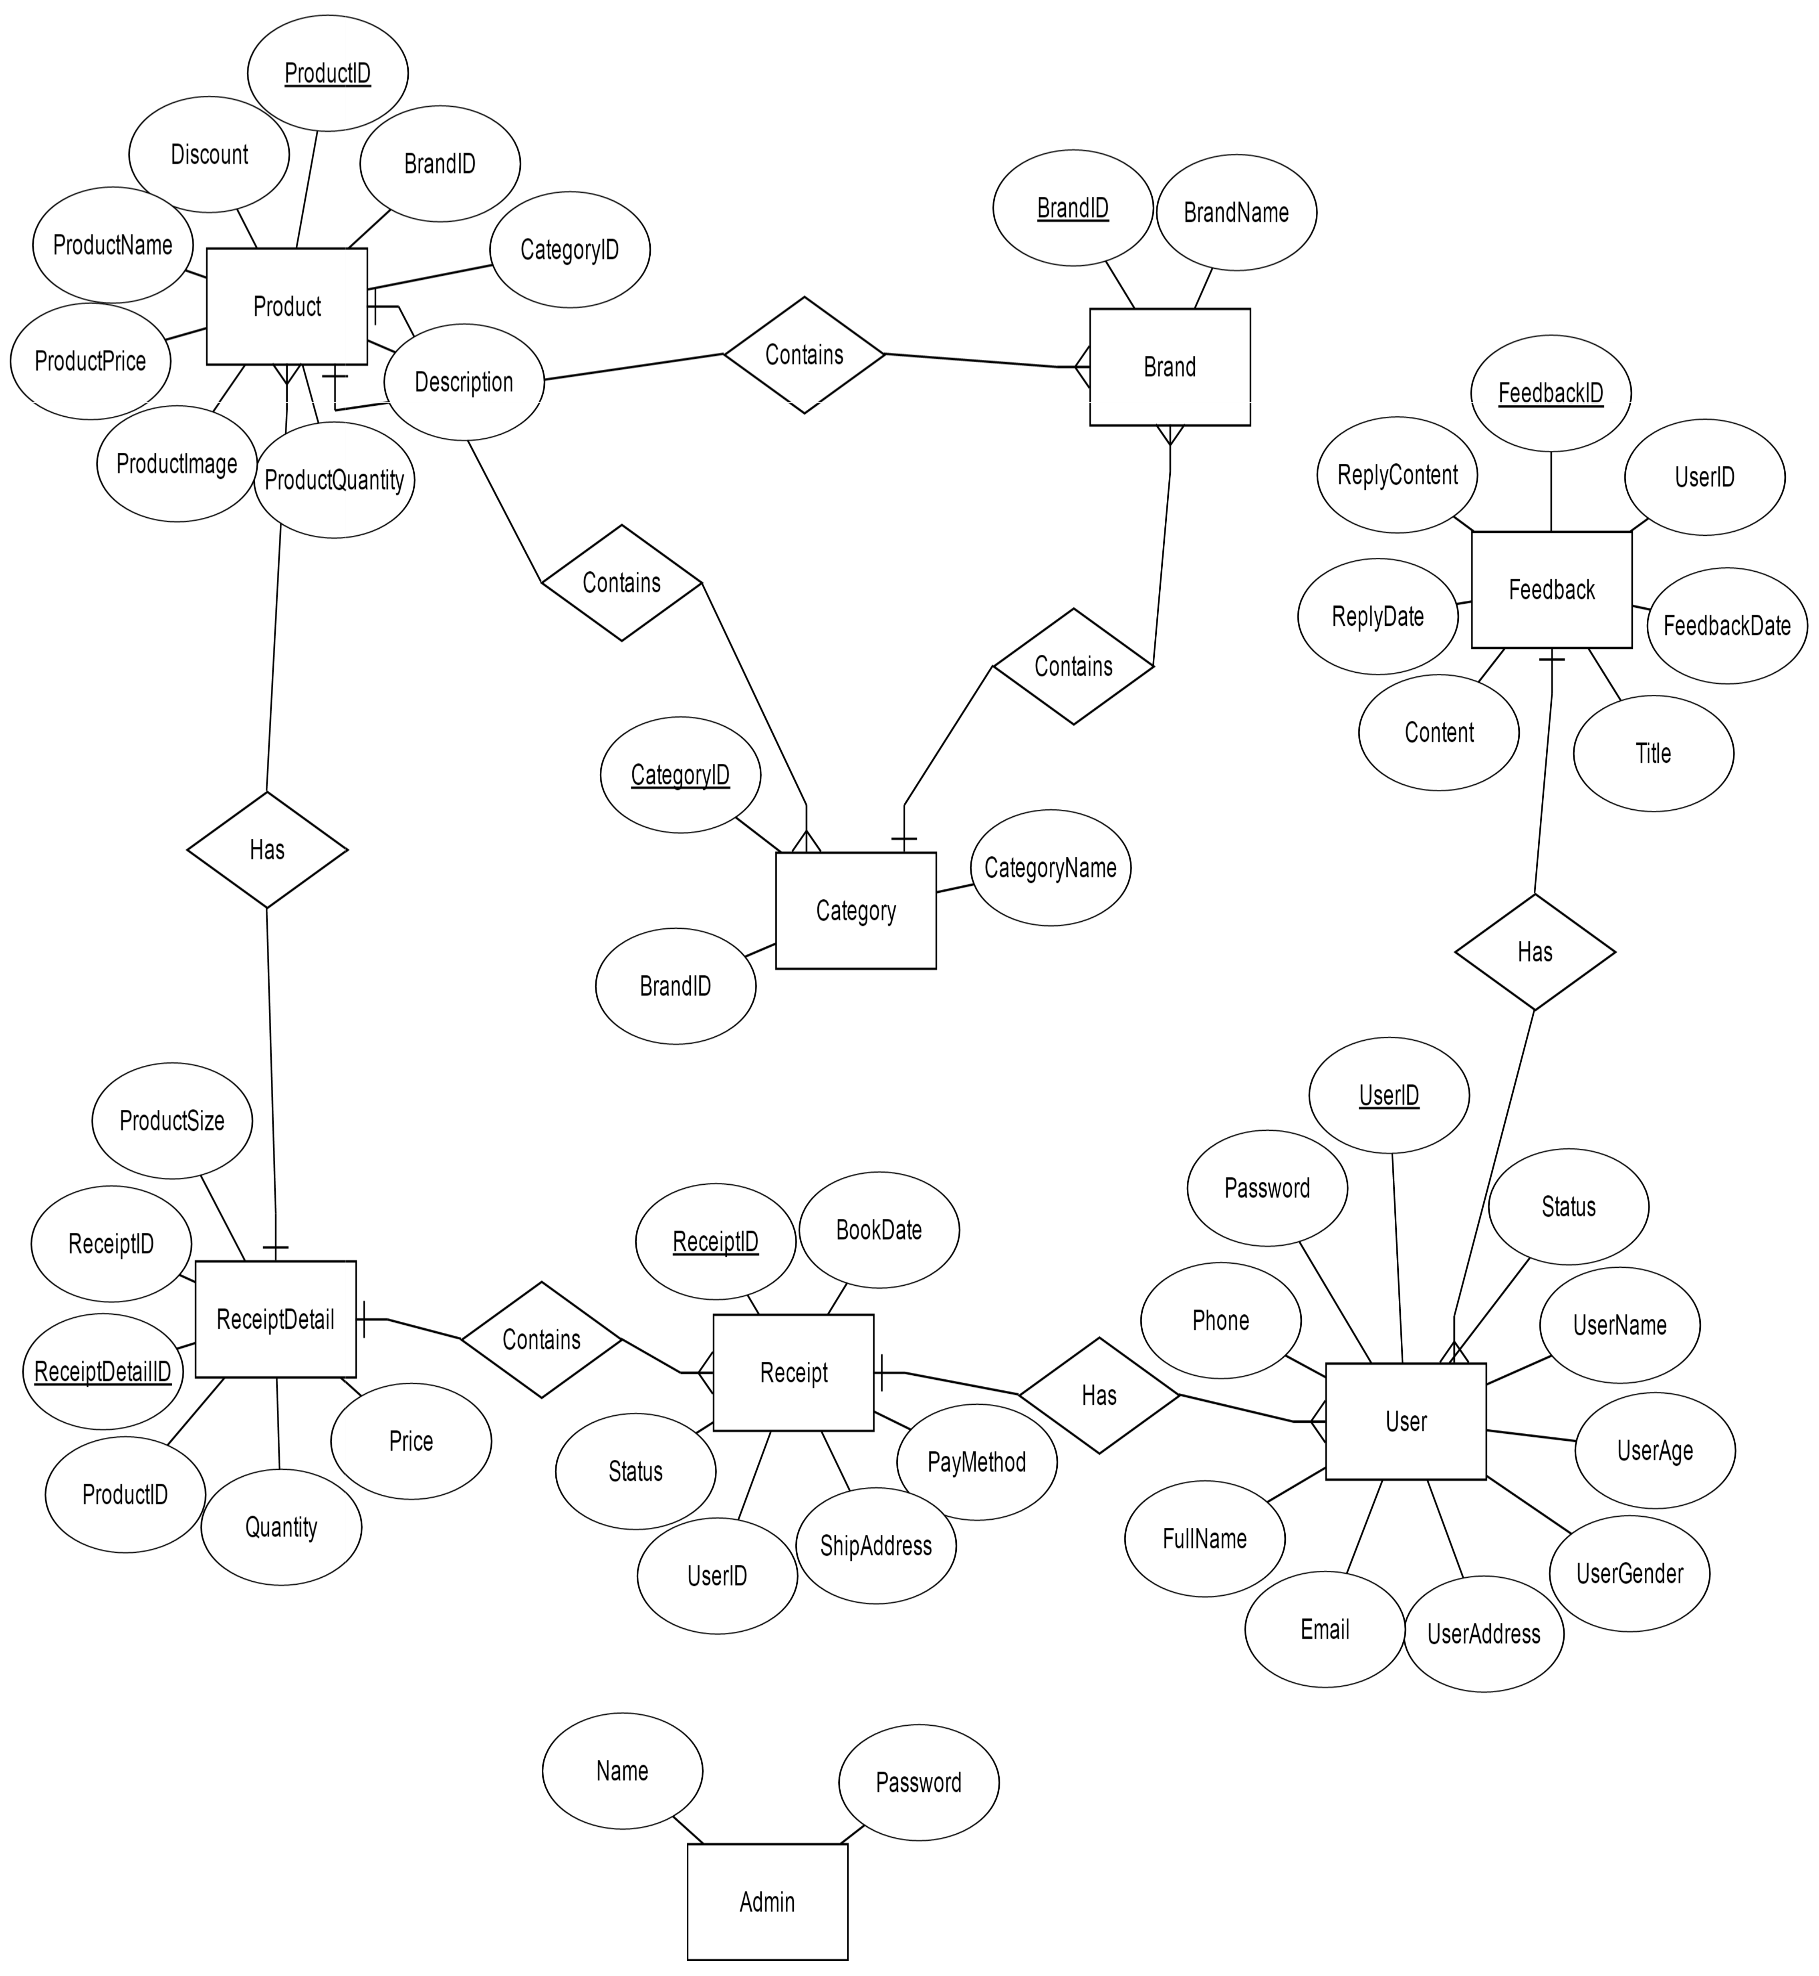 ProductID
Discount
BrandID
ProductName
CategoryID
Product
ProductPrice
Description
ProductImage
ProductQuantity
Contains
BrandID
BrandName
Brand
FeedbackID
ReplyContent
UserID
Feedback
ReplyDate
FeedbackDate
Content
Title
Contains
Contains
CategoryID
CategoryName
Category
BrandID
Has
Has
ProductSize
ReceiptID
ReceiptDetail
ReceiptDetailID
ProductID
Quantity
Price
Contains
ReceiptID
BookDate
Receipt
Status
PayMethod
UserID
ShipAddress
Has
UserID
Password
Status
Phone
UserName
User
UserAge
FullName
UserGender
Email
UserAddress
Name
Password
Admin